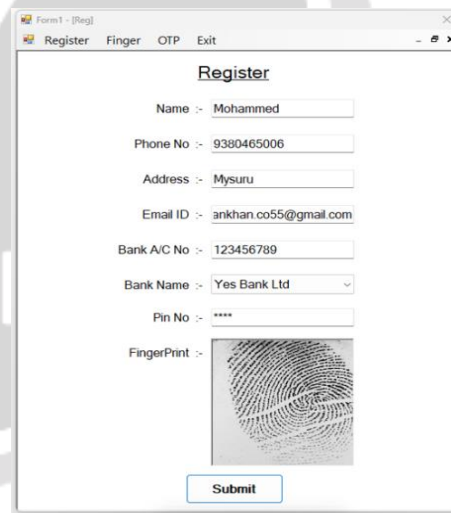 Form1 - [Reg]
Register Finger OTP Exit
Register
Name :- Mohammed
Phone No :- 9380465006
Address :- Mysuru
Email ID :- ankhan.co55@gmail.com
Bank A/C No :- 123456789
Bank Name :- Yes Bank Ltd
Pin No :- ****
FingerPrint :-
Submit